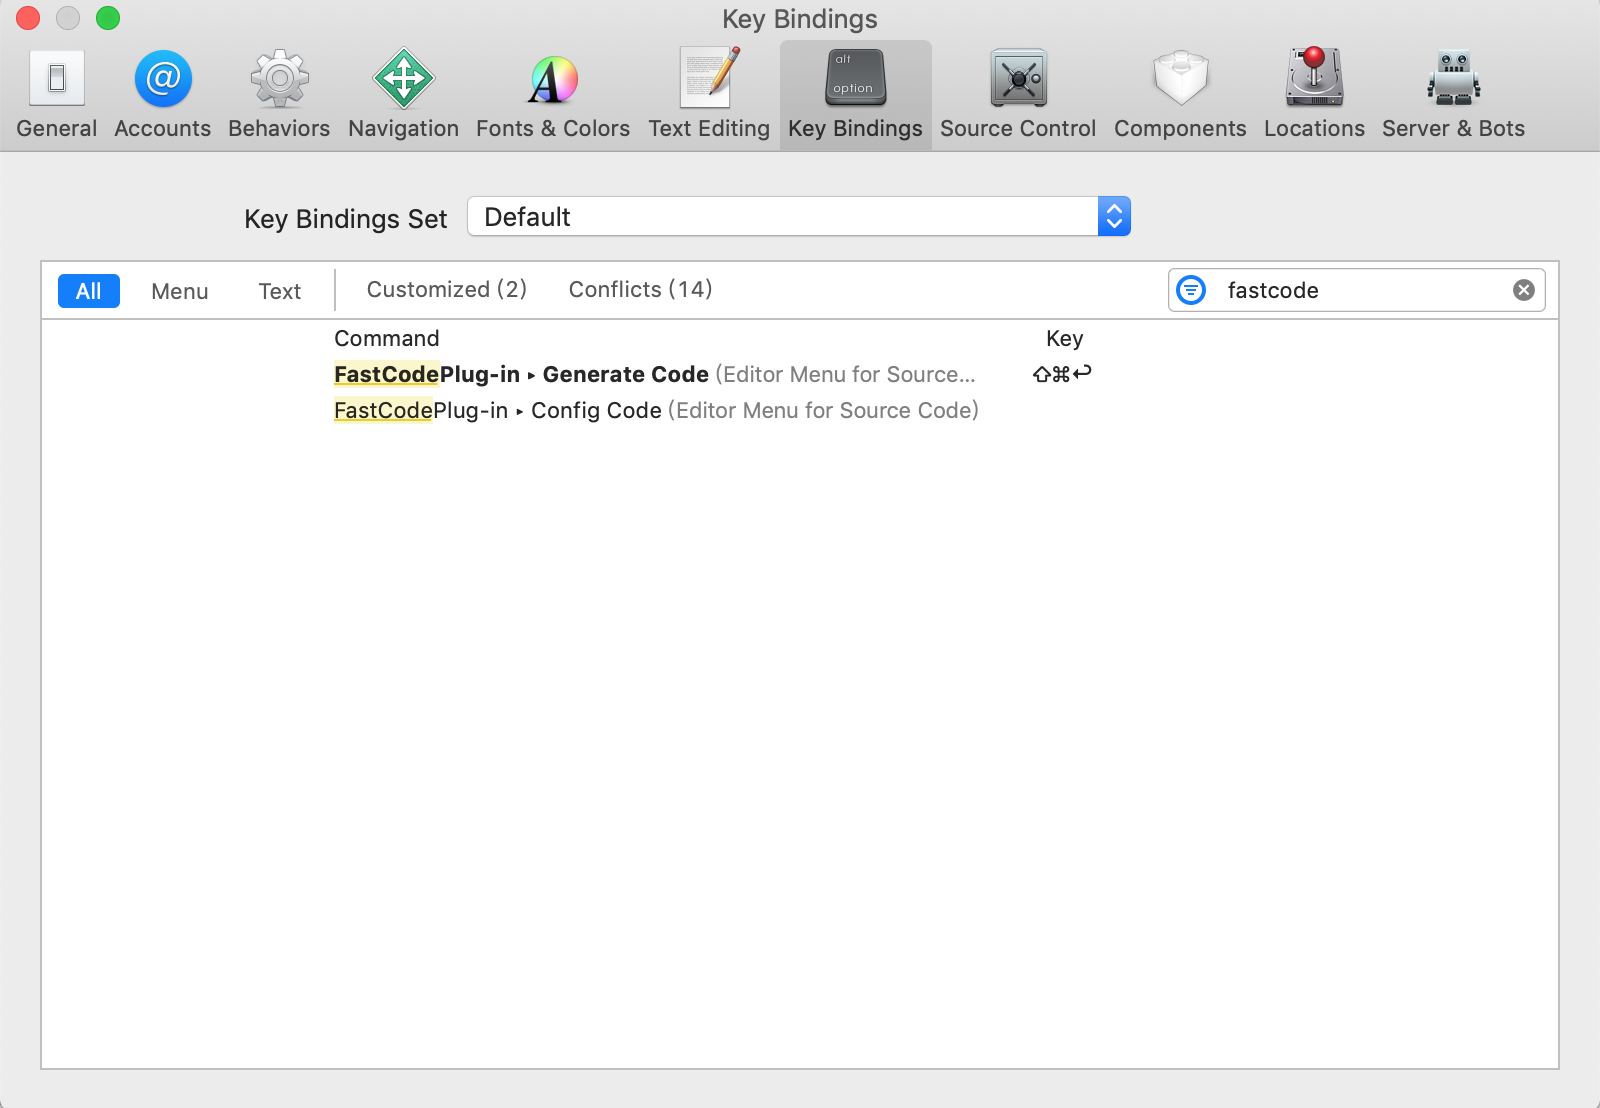 Key Bindings
General Accounts Behaviors Navigation Fonts & Colors Text Editing alt option Key Bindings Source Control Components Locations Server & Bots
Key Bindings Set Default
All Menu Text Customized (2) Conflicts (14) fastcode
Command Key
FastCodePlug-in ▸ Generate Code (Editor Menu for Source... ⇧⌘↩
FastCodePlug-in ▸ Config Code (Editor Menu for Source Code)